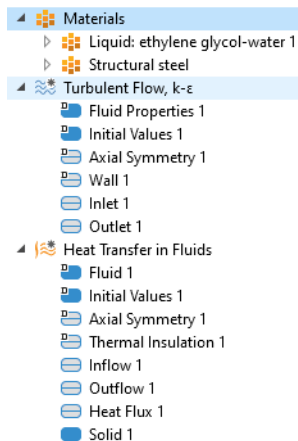 Materials
Liquid: ethylene glycol-water 1
Structural steel
Turbulent Flow, k-ε
Fluid Properties 1
Initial Values 1
Axial Symmetry 1
Wall 1
Inlet 1
Outlet 1
Heat Transfer in Fluids
Fluid 1
Initial Values 1
Axial Symmetry 1
Thermal Insulation 1
Inflow 1
Outflow 1
Heat Flux 1
Solid 1